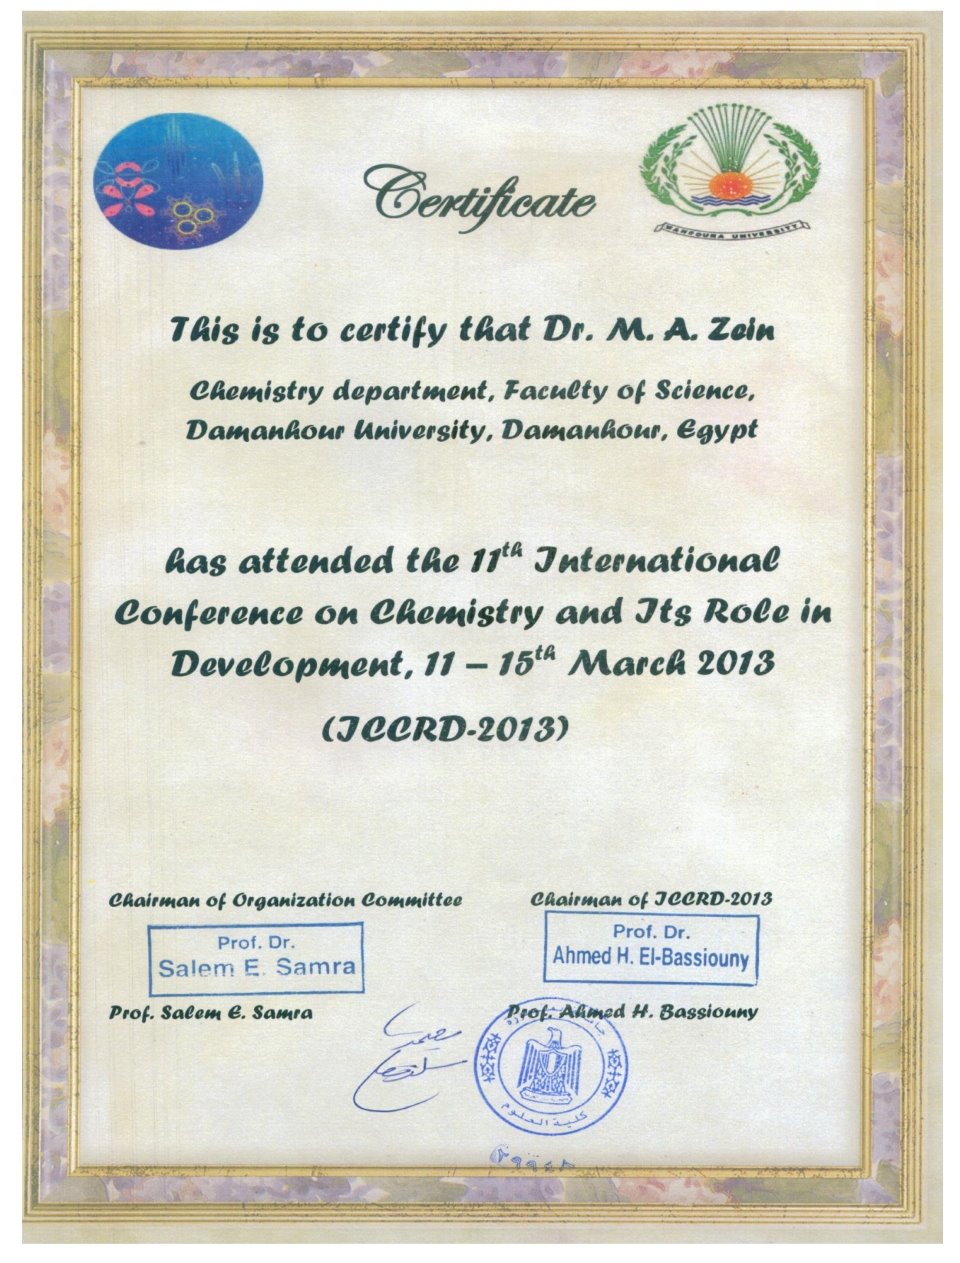 Certificate
MANSOURA UNIVERSITY
This is to certify that Dr. M. A. Zein
Chemistry department, Faculty of Science,
Damanhour University, Damanhour, Egypt
has attended the 11th International
Conference on Chemistry and Its Role in
Development, 11 – 15th March 2013
(ICCRD-2013)
Chairman of Organization Committee
Chairman of ICCRD-2013
Prof. Dr.
Salem E. Samra
Prof. Dr.
Ahmed H. El-Bassiouny
Prof. Salem E. Samra
Prof. Ahmed H. Bassiouny
كلية العلوم